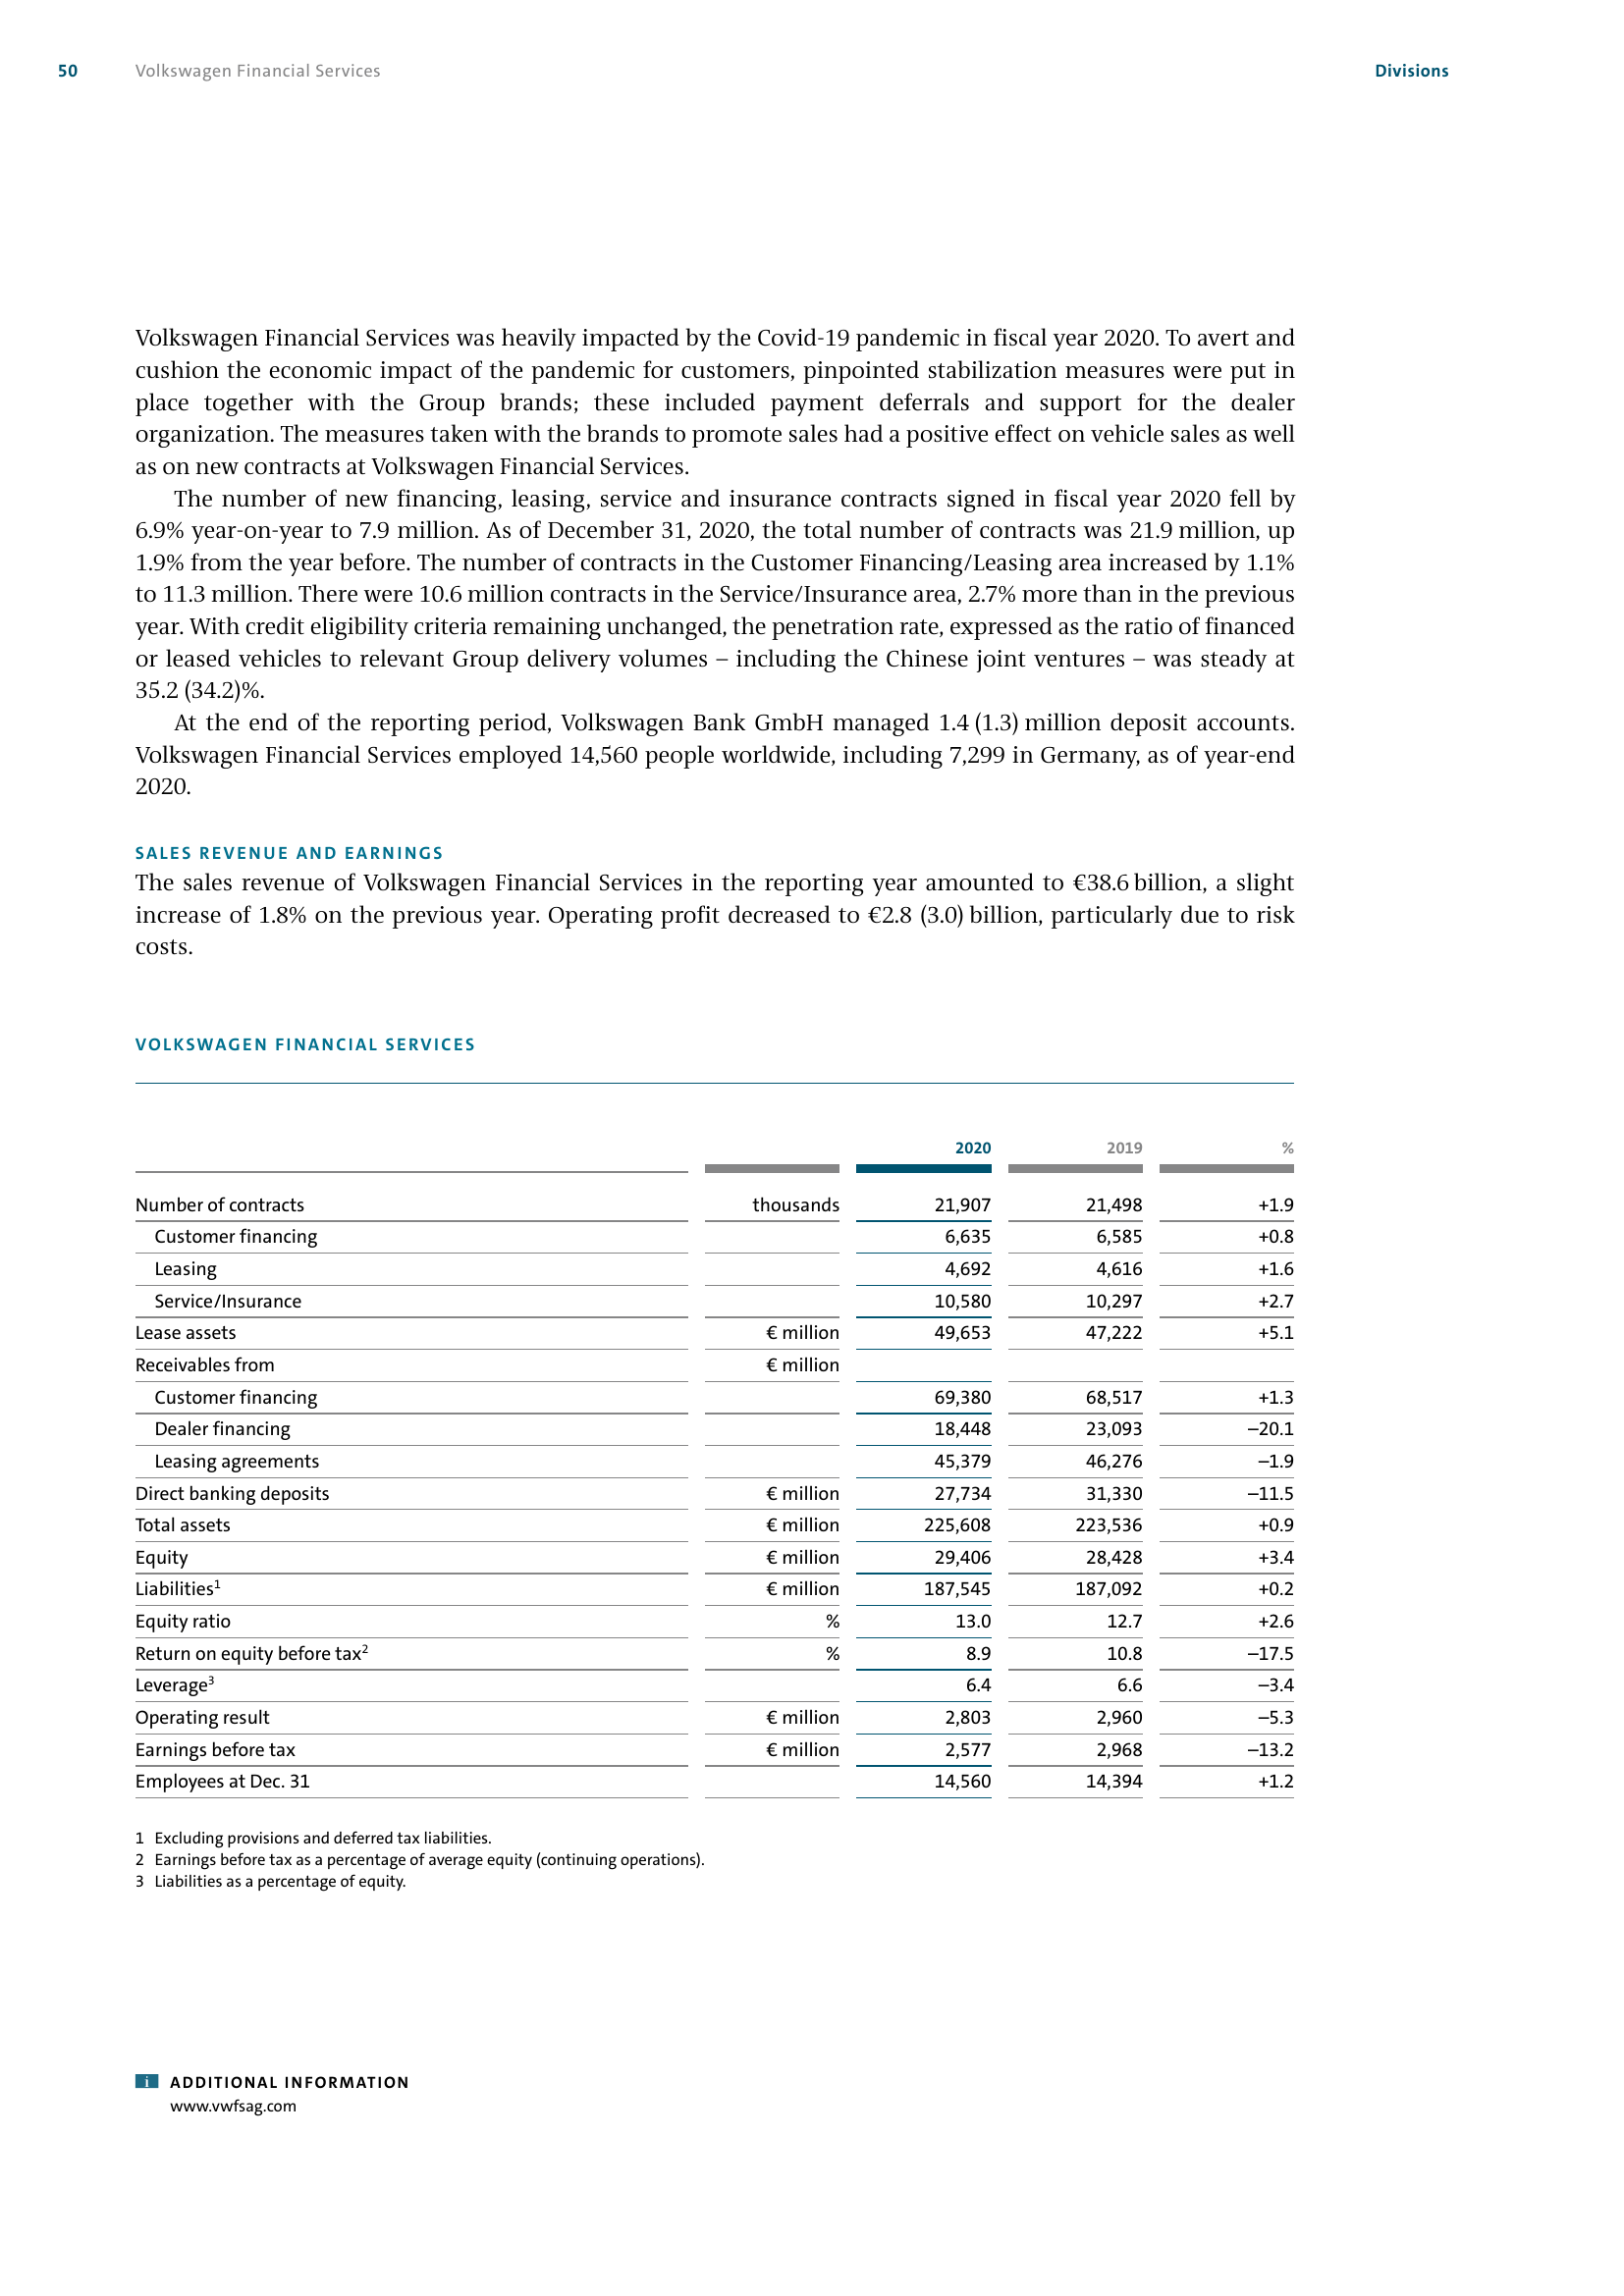 50 Volkswagen Financial Services Divisions
Volkswagen Financial Services was heavily impacted by the Covid-19 pandemic in fiscal year 2020. To avert and
cushion the economic impact of the pandemic for customers, pinpointed stabilization measures were put in
place together with the Group brands; these included payment deferrals and support for the dealer
organization. The measures taken with the brands to promote sales had a positive effect on vehicle sales as well
as on new contracts at Volkswagen Financial Services.
The number of new financing, leasing, service and insurance contracts signed in fiscal year 2020 fell by
6.9% year-on-year to 7.9 million. As of December 31, 2020, the total number of contracts was 21.9 million, up
1.9% from the year before. The number of contracts in the Customer Financing/Leasing area increased by 1.1%
to 11.3 million. There were 10.6 million contracts in the Service/Insurance area, 2.7% more than in the previous
year. With credit eligibility criteria remaining unchanged, the penetration rate, expressed as the ratio of financed
or leased vehicles to relevant Group delivery volumes – including the Chinese joint ventures – was steady at
35.2 (34.2)%.
At the end of the reporting period, Volkswagen Bank GmbH managed 1.4 (1.3) million deposit accounts.
Volkswagen Financial Services employed 14,560 people worldwide, including 7,299 in Germany, as of year-end
2020.
SALES REVENUE AND EARNINGS
The sales revenue of Volkswagen Financial Services in the reporting year amounted to €38.6 billion, a slight
increase of 1.8% on the previous year. Operating profit decreased to €2.8 (3.0) billion, particularly due to risk
costs.
VOLKSWAGEN FINANCIAL SERVICES
2020 2019 %
Number of contracts thousands 21,907 21,498 +1.9
Customer financing 6,635 6,585 +0.8
Leasing 4,692 4,616 +1.6
Service/Insurance 10,580 10,297 +2.7
Lease assets € million 49,653 47,222 +5.1
Receivables from € million
Customer financing 69,380 68,517 +1.3
Dealer financing 18,448 23,093 –20.1
Leasing agreements 45,379 46,276 –1.9
Direct banking deposits € million 27,734 31,330 –11.5
Total assets € million 225,608 223,536 +0.9
Equity € million 29,406 28,428 +3.4
Liabilities¹ € million 187,545 187,092 +0.2
Equity ratio % 13.0 12.7 +2.6
Return on equity before tax² % 8.9 10.8 –17.5
Leverage³ 6.4 6.6 –3.4
Operating result € million 2,803 2,960 –5.3
Earnings before tax € million 2,577 2,968 –13.2
Employees at Dec. 31 14,560 14,394 +1.2
1 Excluding provisions and deferred tax liabilities.
2 Earnings before tax as a percentage of average equity (continuing operations).
3 Liabilities as a percentage of equity.
i ADDITIONAL INFORMATION
www.vwfsag.com